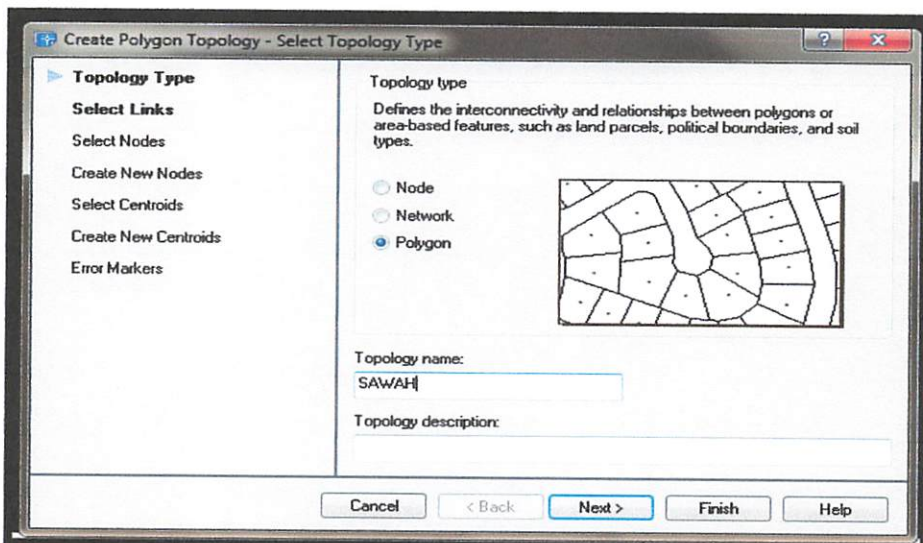 Create Polygon Topology - Select Topology Type
Topology Type
Select Links
Select Nodes
Create New Nodes
Select Centroids
Create New Centroids
Error Markers
Topology type
Defines the interconnectivity and relationships between polygons or
area-based features, such as land parcels, political boundaries, and soil
types.
Node
Network
Polygon
Topology name:
SAWAH
Topology description:
Cancel
< Back
Next >
Finish
Help